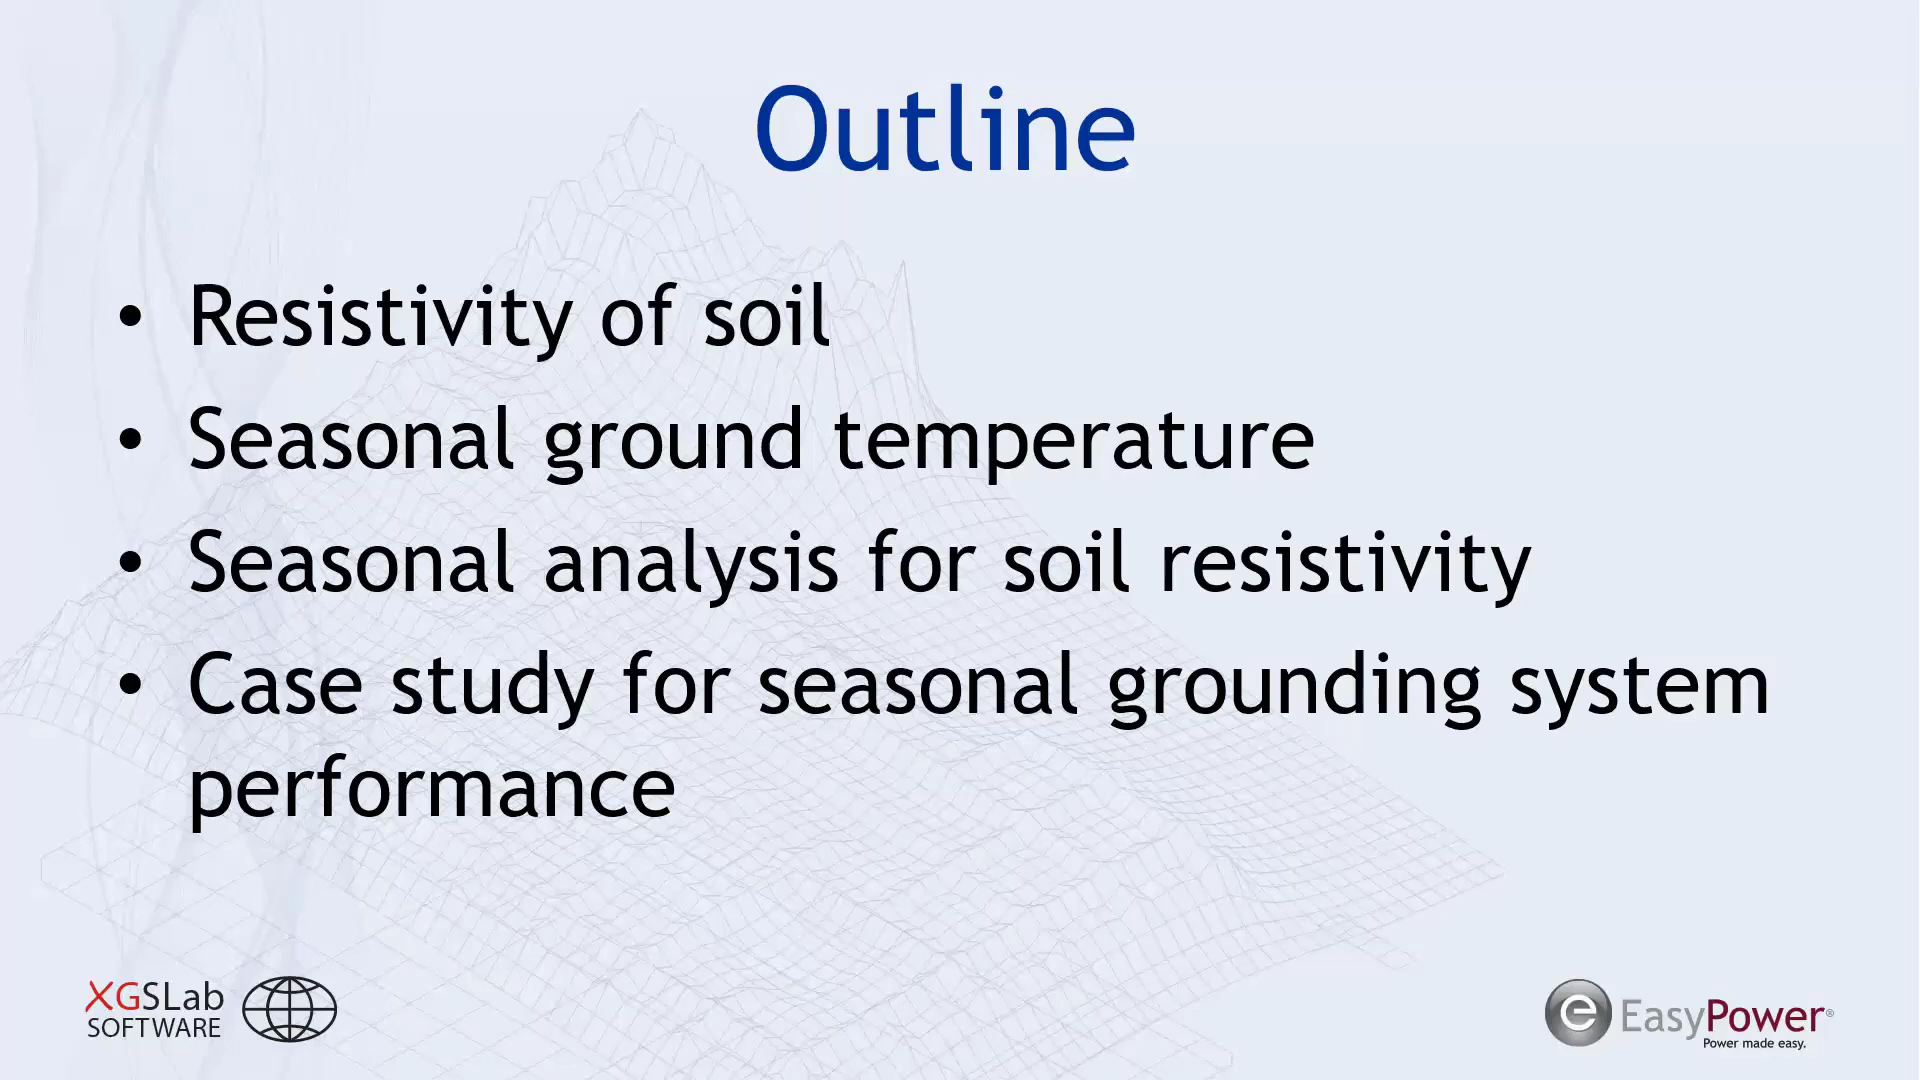 Outline
• Resistivity of soil
• Seasonal ground temperature
• Seasonal analysis for soil resistivity
• Case study for seasonal grounding system
performance
XGSLab
SOFTWARE
e EasyPower®
Power made easy.